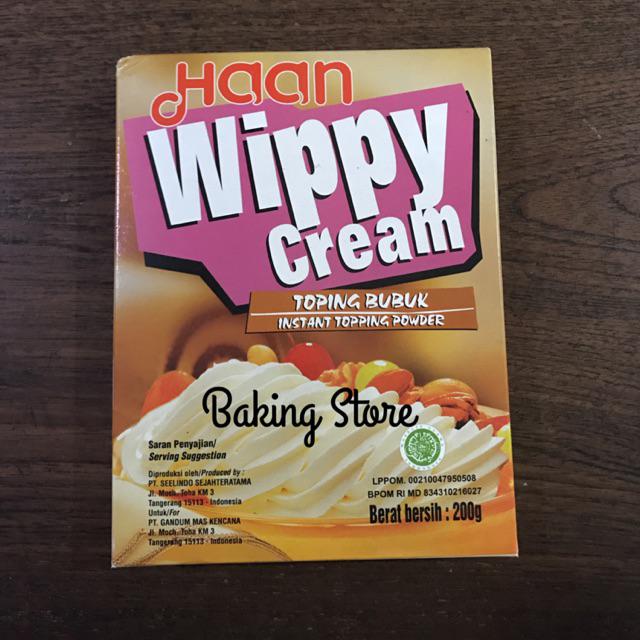 Haan
Wippy
Cream
TOPING BUBUK
INSTANT TOPPING POWDER
Baking Store
Saran Penyajian/
Serving Suggestion
Diproduksi oleh/Produced by :
PT. SEELINDO SEJAHTERATAMA
Jl. Moch. Toha KM 3
Tangerang 15113 - Indonesia
Untuk/For
PT. GANDUM MAS KENCANA
Jl. Moch. Toha KM 3
Tangerang 15113 - Indonesia
LPPOM. 00210047950508
BPOM RI MD 834310216027
Berat bersih : 200g